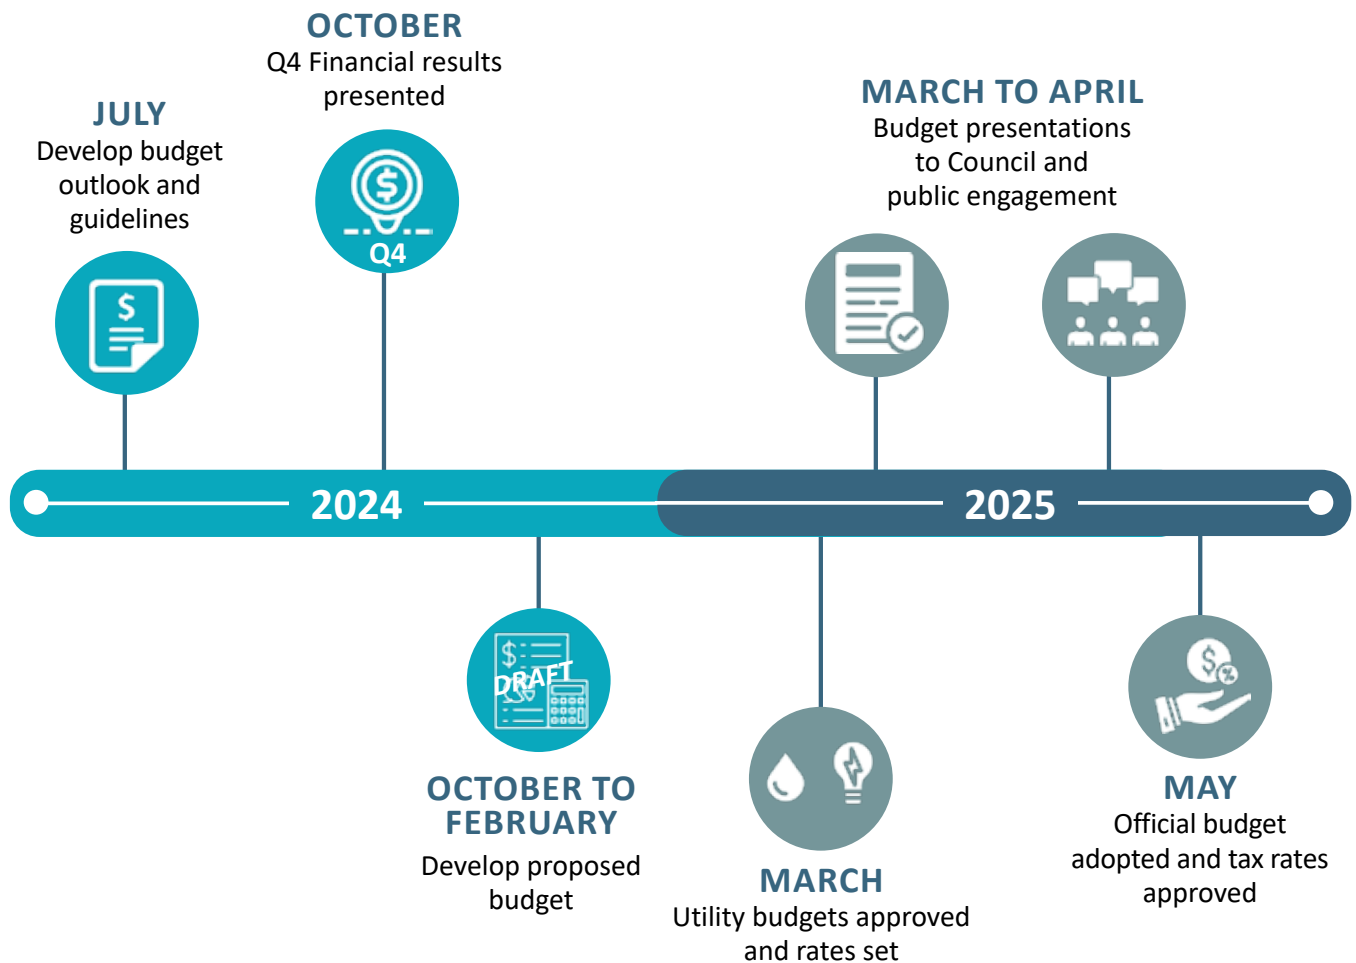 OCTOBER
Q4 Financial results
presented
Q4
JULY
Develop budget
outlook and
guidelines
$
MARCH TO APRIL
Budget presentations
to Council and
public engagement
2024
2025
$
DRAFT
OCTOBER TO
FEBRUARY
Develop proposed
budget
MARCH
Utility budgets approved
and rates set
$
%
MAY
Official budget
adopted and tax rates
approved